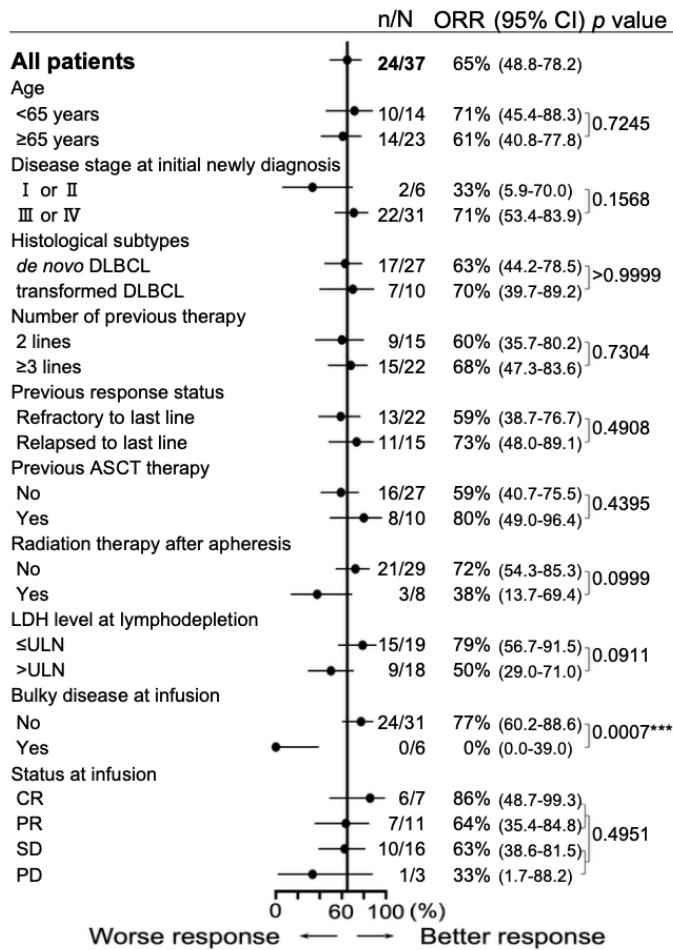 n/N ORR (95% CI) p value
All patients 24/37 65% (48.8-78.2)
Age
<65 years 10/14 71% (45.4-88.3)
0.7245
≥65 years 14/23 61% (40.8-77.8)
Disease stage at initial newly diagnosis
Ⅰ or Ⅱ 2/6 33% (5.9-70.0)
0.1568
Ⅲ or Ⅳ 22/31 71% (53.4-83.9)
Histological subtypes
de novo DLBCL 17/27 63% (44.2-78.5)
>0.9999
transformed DLBCL 7/10 70% (39.7-89.2)
Number of previous therapy
2 lines 9/15 60% (35.7-80.2)
0.7304
≥3 lines 15/22 68% (47.3-83.6)
Previous response status
Refractory to last line 13/22 59% (38.7-76.7)
0.4908
Relapsed to last line 11/15 73% (48.0-89.1)
Previous ASCT therapy
No 16/27 59% (40.7-75.5)
0.4395
Yes 8/10 80% (49.0-96.4)
Radiation therapy after apheresis
No 21/29 72% (54.3-85.3)
0.0999
Yes 3/8 38% (13.7-69.4)
LDH level at lymphodepletion
≤ULN 15/19 79% (56.7-91.5)
0.0911
>ULN 9/18 50% (29.0-71.0)
Bulky disease at infusion
No 24/31 77% (60.2-88.6)
0.0007***
Yes 0/6 0% (0.0-39.0)
Status at infusion
CR 6/7 86% (48.7-99.3)
PR 7/11 64% (35.4-84.8)
0.4951
SD 10/16 63% (38.6-81.5)
PD 1/3 33% (1.7-88.2)
0 60 100 (%)
Worse response ← → Better response